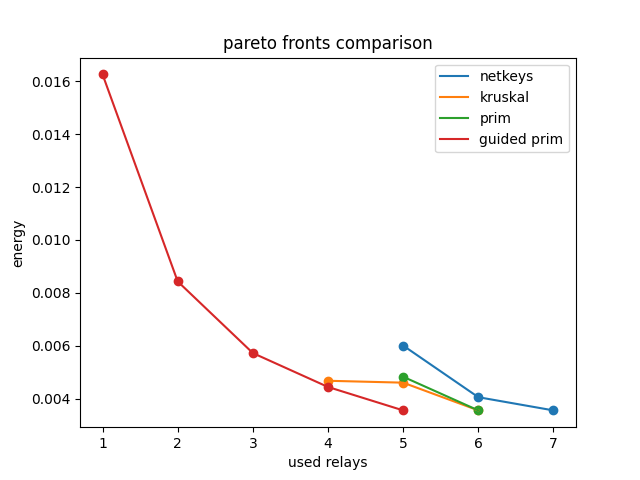 pareto fronts comparison
netkeys
kruskal
prim
guided prim
energy
0.016
0.014
0.012
0.010
0.008
0.006
0.004
1 2 3 4 5 6 7
used relays